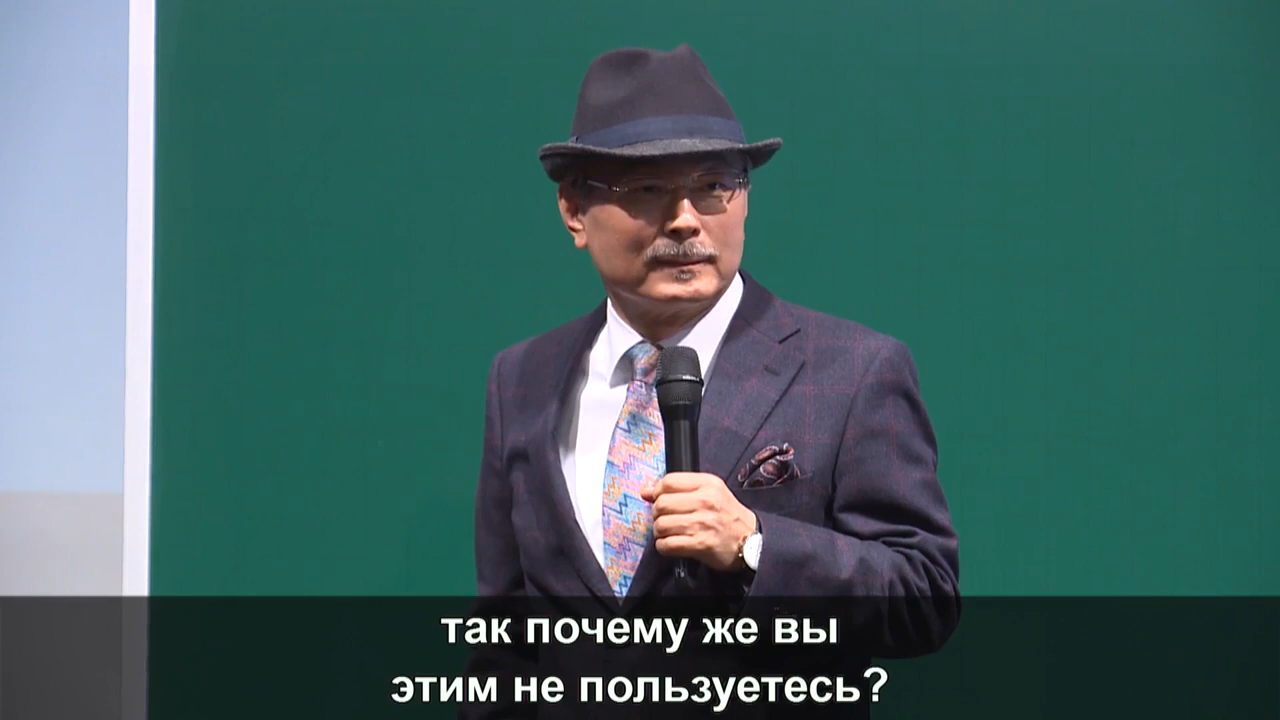 так почему же вы
этим не пользуетесь?